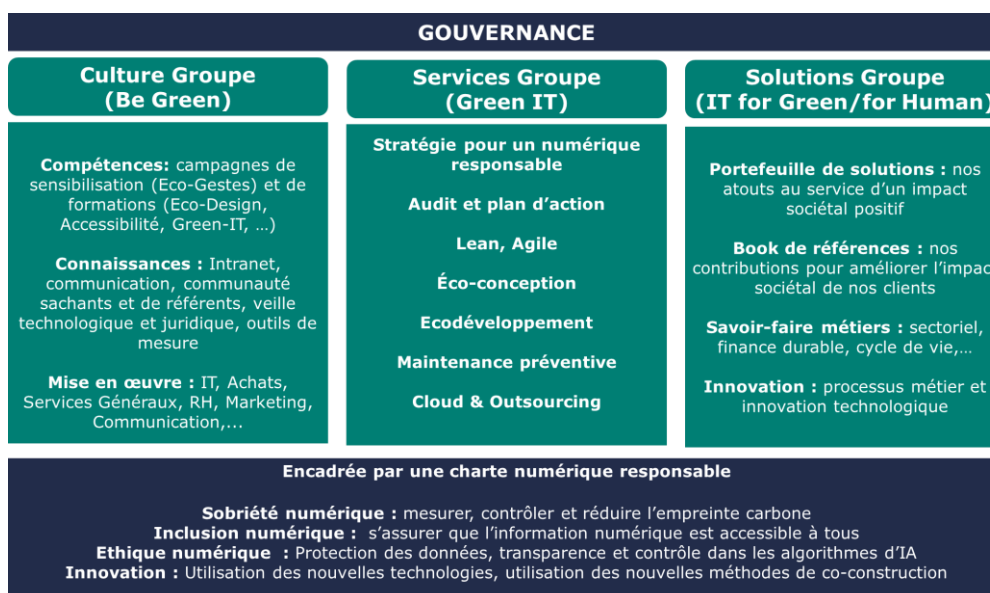 GOUVERNANCE
Culture Groupe
(Be Green)
Compétences: campagnes de
sensibilisation (Eco-Gestes) et de
formations (Eco-Design,
Accessibilité, Green-IT, ...)
Connaissances : Intranet,
communication, communauté
sachants et de référents, veille
technologique et juridique, outils de
mesure
Mise en œuvre : IT, Achats,
Services Généraux, RH, Marketing,
Communication,...
Services Groupe
(Green IT)
Stratégie pour un numérique
responsable
Audit et plan d’action
Lean, Agile
Éco-conception
Ecodéveloppement
Maintenance préventive
Cloud & Outsourcing
Solutions Groupe
(IT for Green/for Human)
Portefeuille de solutions : nos
atouts au service d’un impact
sociétal positif
Book de références : nos
contributions pour améliorer l’impac
sociétal de nos clients
Savoir-faire métiers : sectoriel,
finance durable, cycle de vie,...
Innovation : processus métier et
innovation technologique
Encadrée par une charte numérique responsable
Sobriété numérique : mesurer, contrôler et réduire l’empreinte carbone
Inclusion numérique : s’assurer que l’information numérique est accessible à tous
Ethique numérique : Protection des données, transparence et contrôle dans les algorithmes d’IA
Innovation : Utilisation des nouvelles technologies, utilisation des nouvelles méthodes de co-construction